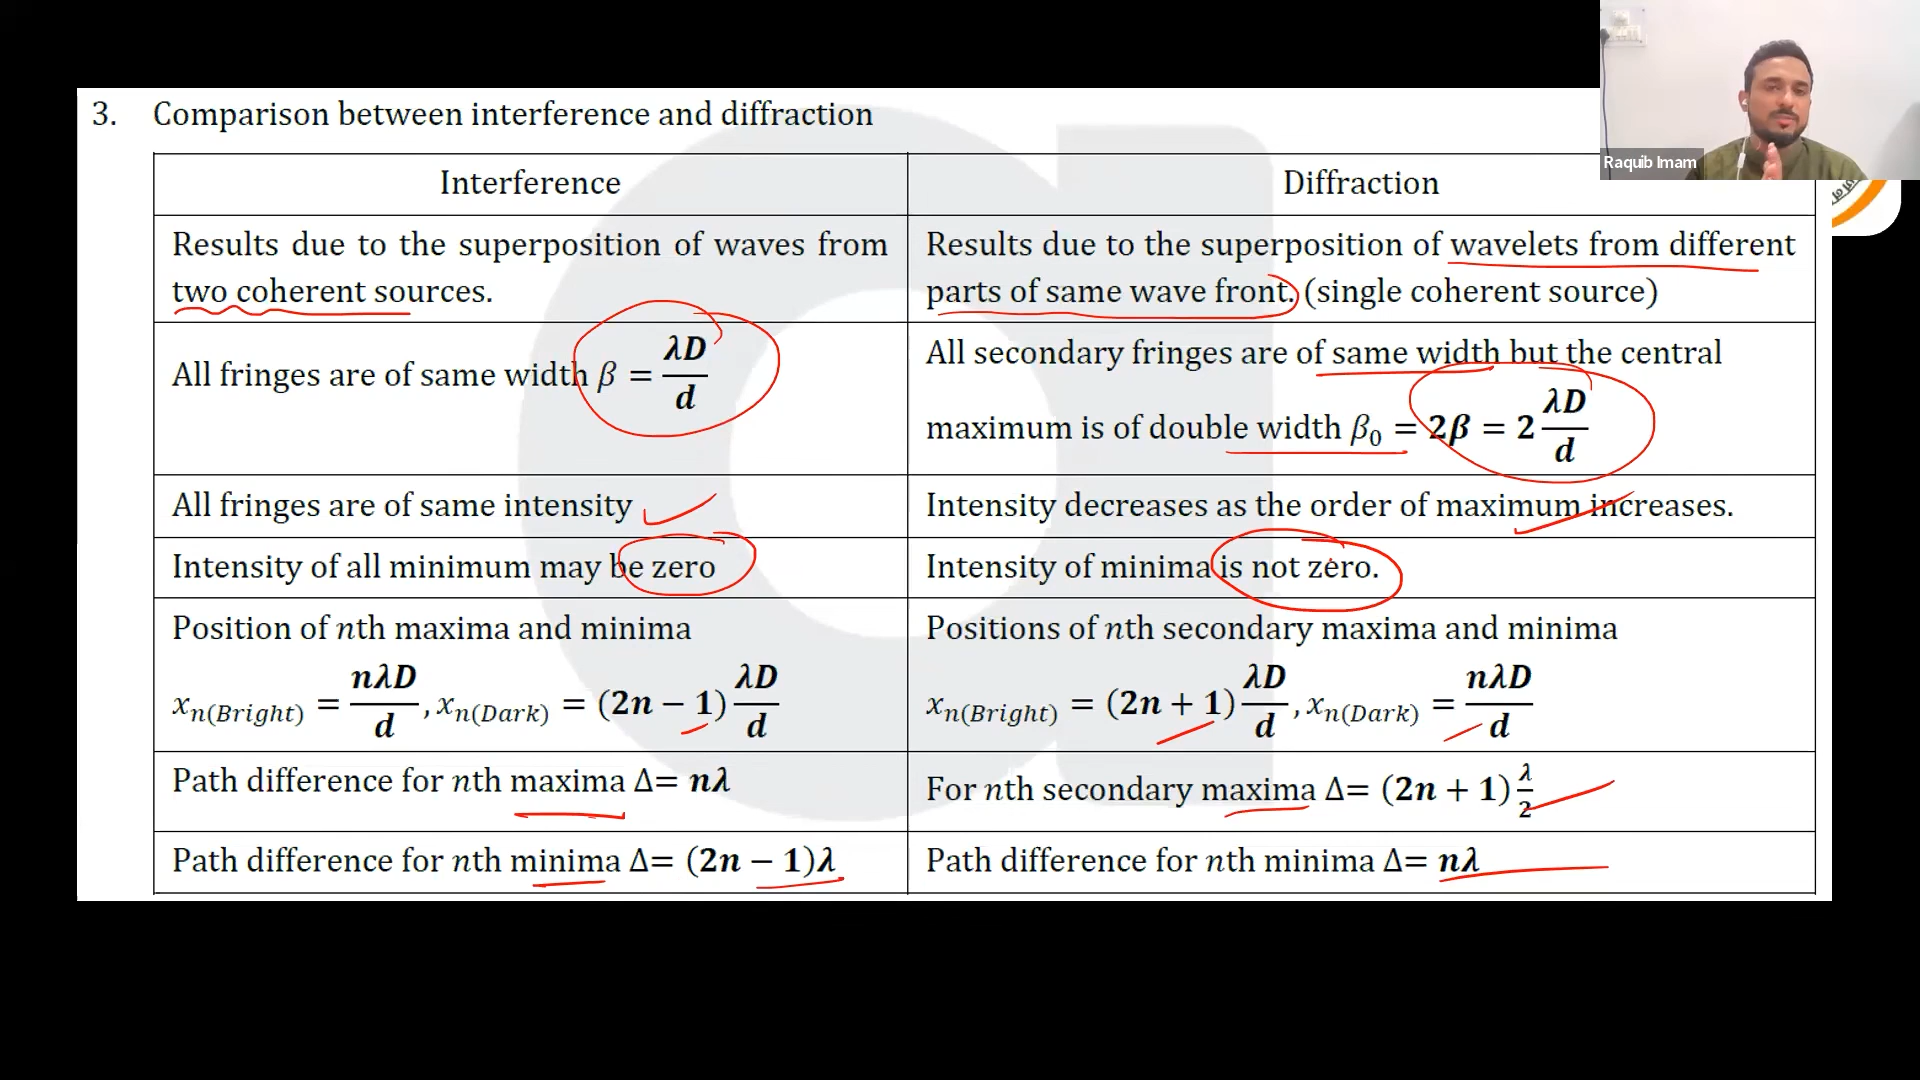 Raquib Imam
3. Comparison between interference and diffraction
Interference
Diffraction
Results due to the superposition of waves from
two coherent sources.
Results due to the superposition of wavelets from different
parts of same wave front. (single coherent source)
All fringes are of same width β = λD/d
All secondary fringes are of same width but the central
maximum is of double width β₀ = 2β = 2 λD/d
All fringes are of same intensity
Intensity decreases as the order of maximum increases.
Intensity of all minimum may be zero
Intensity of minima is not zero.
Position of nth maxima and minima
xₙ(Bright) = nλD/d, xₙ(Dark) = (2n − 1) λD/d
Positions of nth secondary maxima and minima
xₙ(Bright) = (2n + 1) λD/d, xₙ(Dark) = nλD/d
Path difference for nth maxima Δ= nλ
For nth secondary maxima Δ= (2n + 1) λ/2
Path difference for nth minima Δ= (2n − 1)λ
Path difference for nth minima Δ= nλ